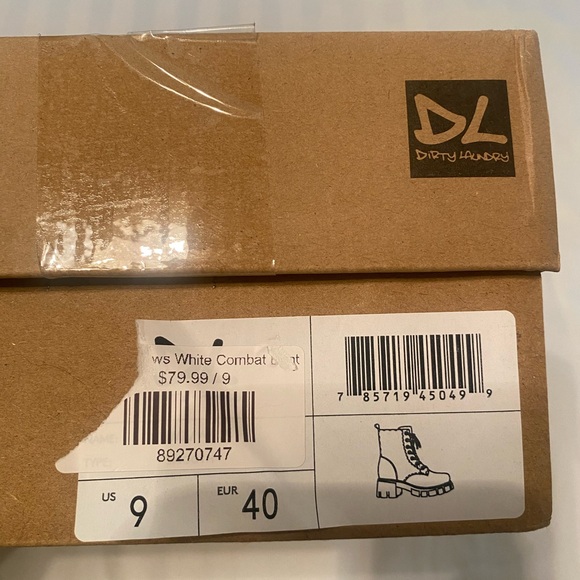 DL
DIRTY LAUNDRY
ws White Combat
$79.99 / 9
89270747
7 85719 45049 9
US 9
EUR 40